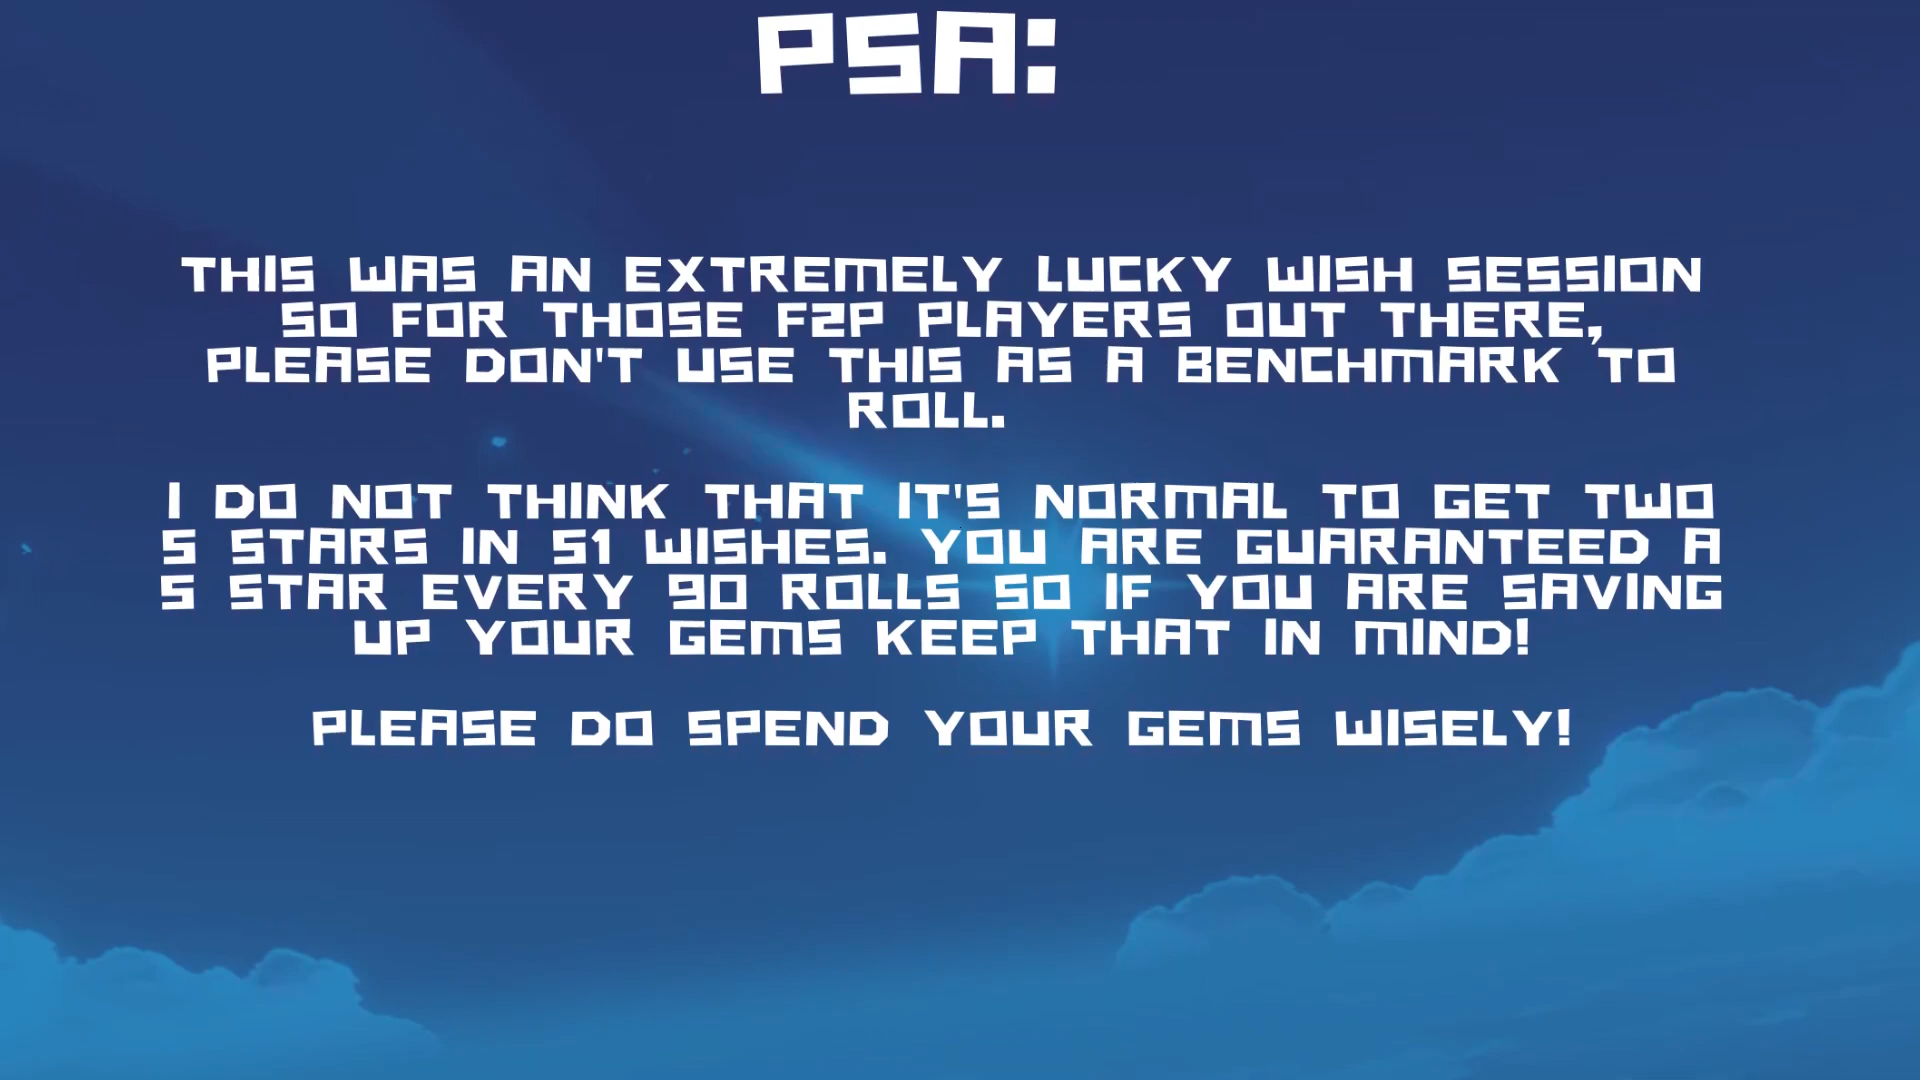 PSA:
THIS WAS AN EXTREMELY LUCKY WISH SESSION
SO FOR THOSE F2P PLAYERS OUT THERE,
PLEASE DON'T USE THIS AS A BENCHMARK TO
ROLL.
I DO NOT THINK THAT IT'S NORMAL TO GET TWO
5 STARS IN 51 WISHES. YOU ARE GUARANTEED A
5 STAR EVERY 90 ROLLS SO IF YOU ARE SAVING
UP YOUR GEMS KEEP THAT IN MIND!
PLEASE DO SPEND YOUR GEMS WISELY!